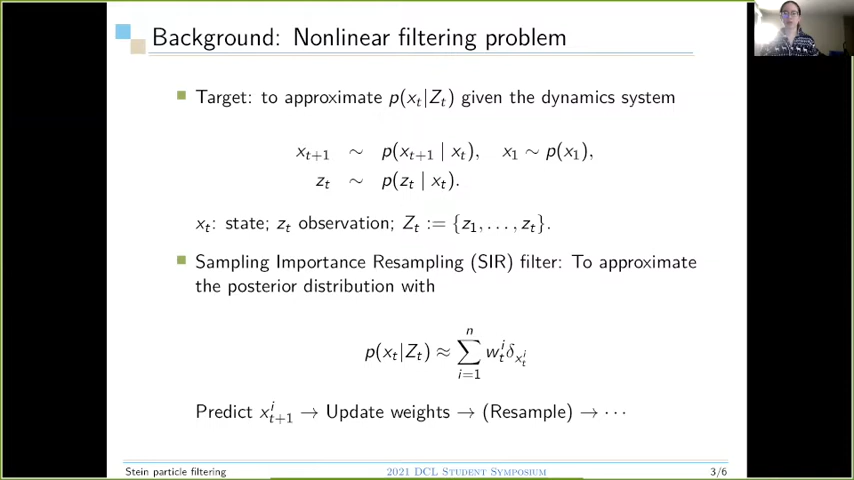 Background: Nonlinear filtering problem
Target: to approximate p(x_t|Z_t) given the dynamics system
x_{t+1} ∼ p(x_{t+1} | x_t), x_1 ∼ p(x_1),
z_t ∼ p(z_t | x_t).
x_t: state; z_t observation; Z_t := {z_1, . . . , z_t}.
Sampling Importance Resampling (SIR) filter: To approximate
the posterior distribution with
p(x_t|Z_t) ≈ \sum_{i=1}^{n} w_t^i δ_{x_t^i}
Predict x_{t+1}^i → Update weights → (Resample) → · · ·
Stein particle filtering 2021 DCL Student Symposium 3/6